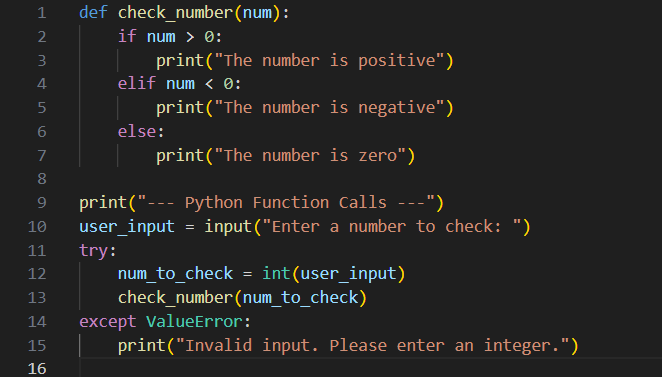 1 def check_number(num):
2     if num > 0:
3         print("The number is positive")
4     elif num < 0:
5         print("The number is negative")
6     else:
7         print("The number is zero")
8
9 print("--- Python Function Calls ---")
10 user_input = input("Enter a number to check: ")
11 try:
12     num_to_check = int(user_input)
13     check_number(num_to_check)
14 except ValueError:
15     print("Invalid input. Please enter an integer.")
16